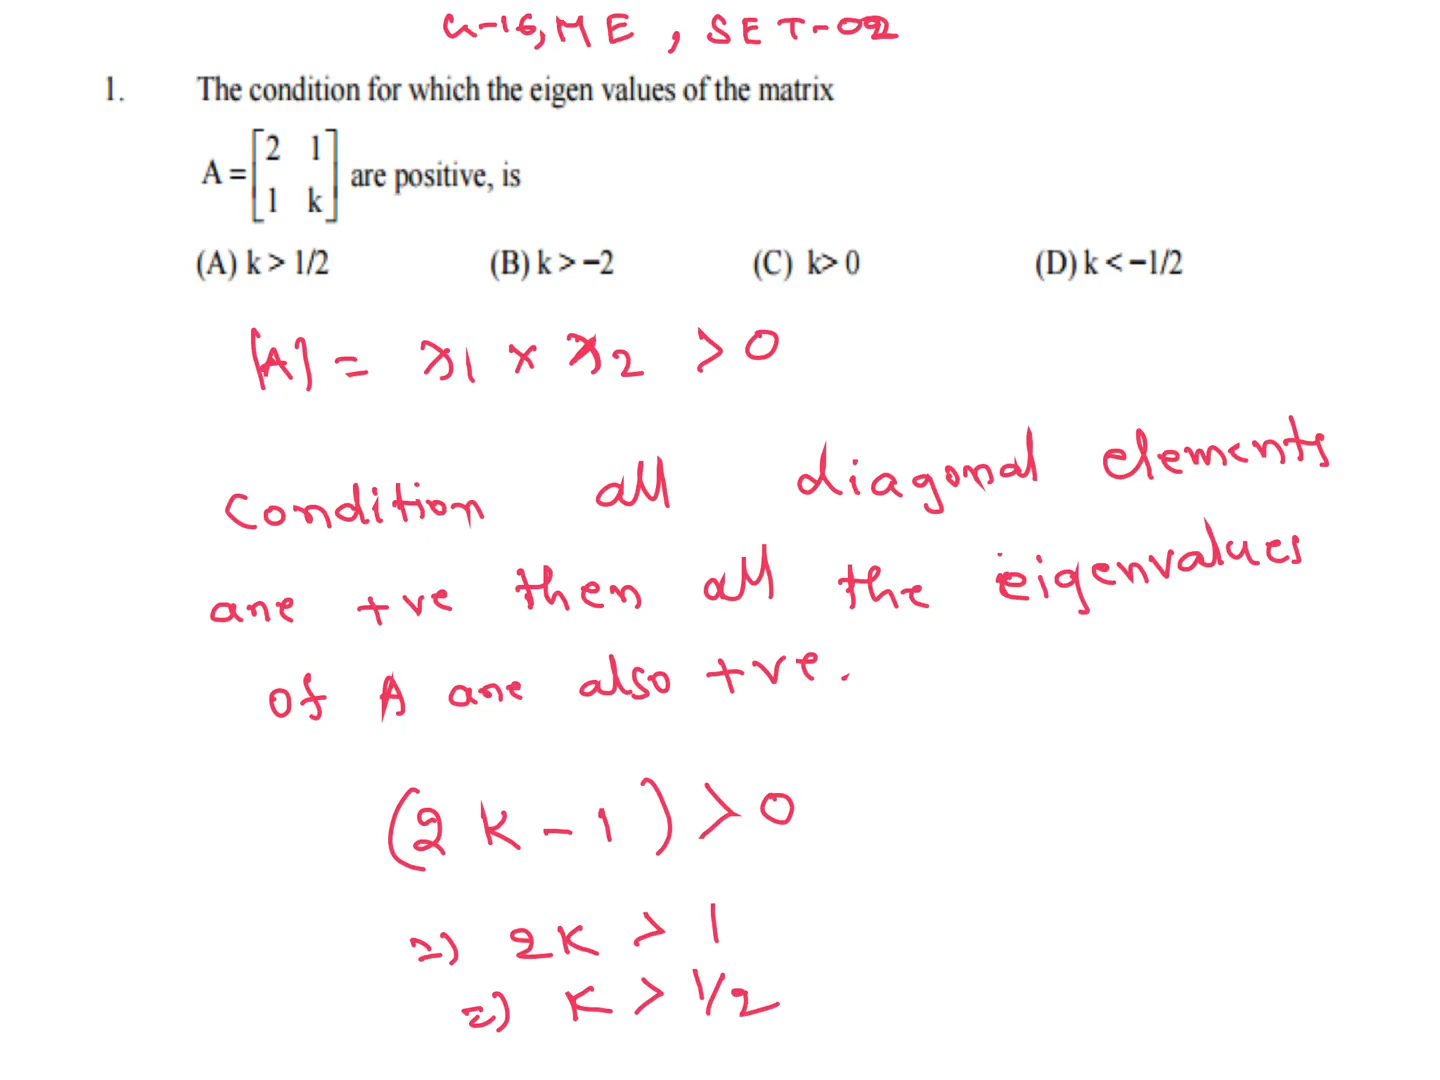 G-16, ME, SET-02
1. The condition for which the eigen values of the matrix
A = [2 1
1 k] are positive, is
(A) k > 1/2 (B) k > -2 (C) k > 0 (D) k < -1/2
|A| = λ1 × λ2 > 0
Condition all diagonal elements
are +ve then all the eigenvalues
of A are also +ve.
(2k-1) > 0
⇒ 2k > 1
⇒ k > 1/2